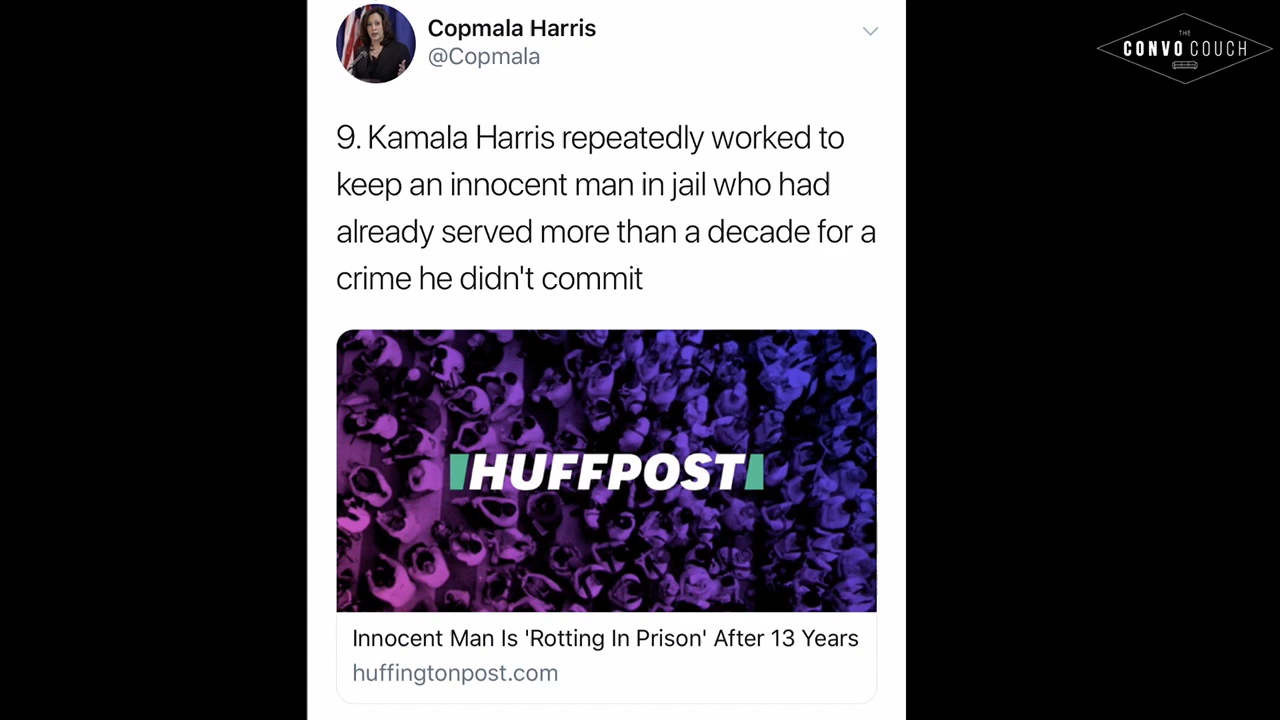 Copmala Harris
@Copmala
THE
CONVO COUCH
9. Kamala Harris repeatedly worked to
keep an innocent man in jail who had
already served more than a decade for a
crime he didn't commit
HUFFPOST
Innocent Man Is 'Rotting In Prison' After 13 Years
huffingtonpost.com